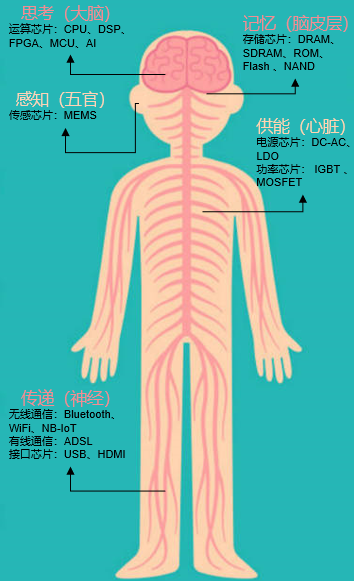 思考（大脑）
运算芯片：CPU、DSP、
FPGA、MCU、AI
记忆（脑皮层）
存储芯片：DRAM、
SDRAM、ROM、
Flash 、NAND
感知（五官）
传感芯片：MEMS
供能（心脏）
电源芯片：DC-AC、
LDO
功率芯片： IGBT 、
MOSFET
传递（神经）
无线通信：Bluetooth、
WiFi、NB-IoT
有线通信：ADSL
接口芯片：USB、HDMI